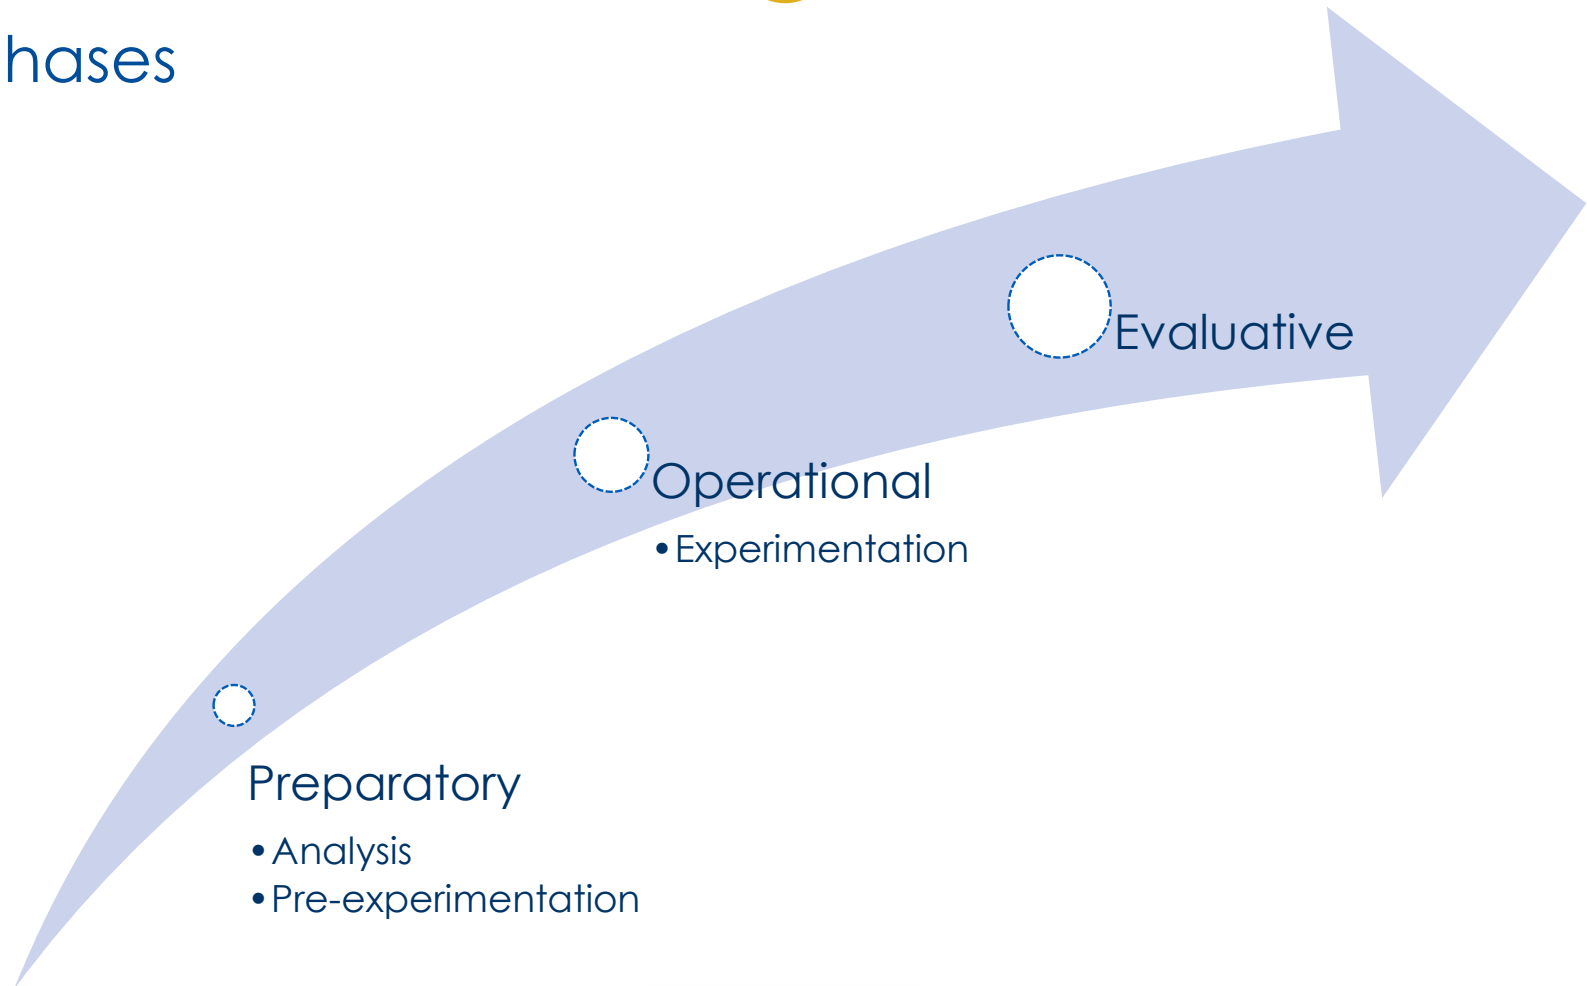 hases
Preparatory
•Analysis
•Pre-experimentation
Operational
•Experimentation
Evaluative